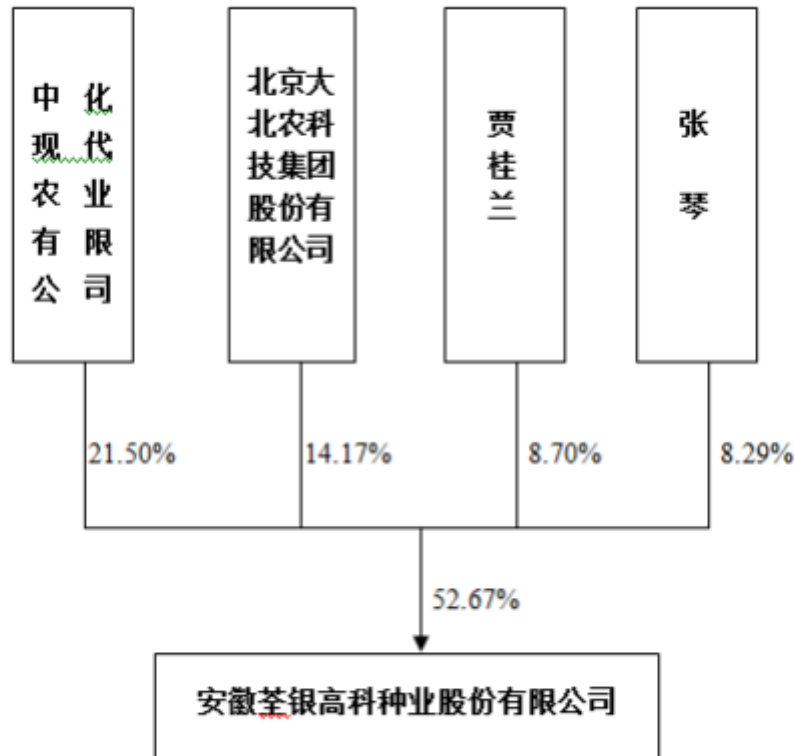 中 化
现 代
农 业
有 限
公 司
北京大
北农科
技集团
股份有
限公司
贾
桂
兰
张
琴
21.50%
14.17%
8.70%
8.29%
52.67%
安徽荃银高科种业股份有限公司